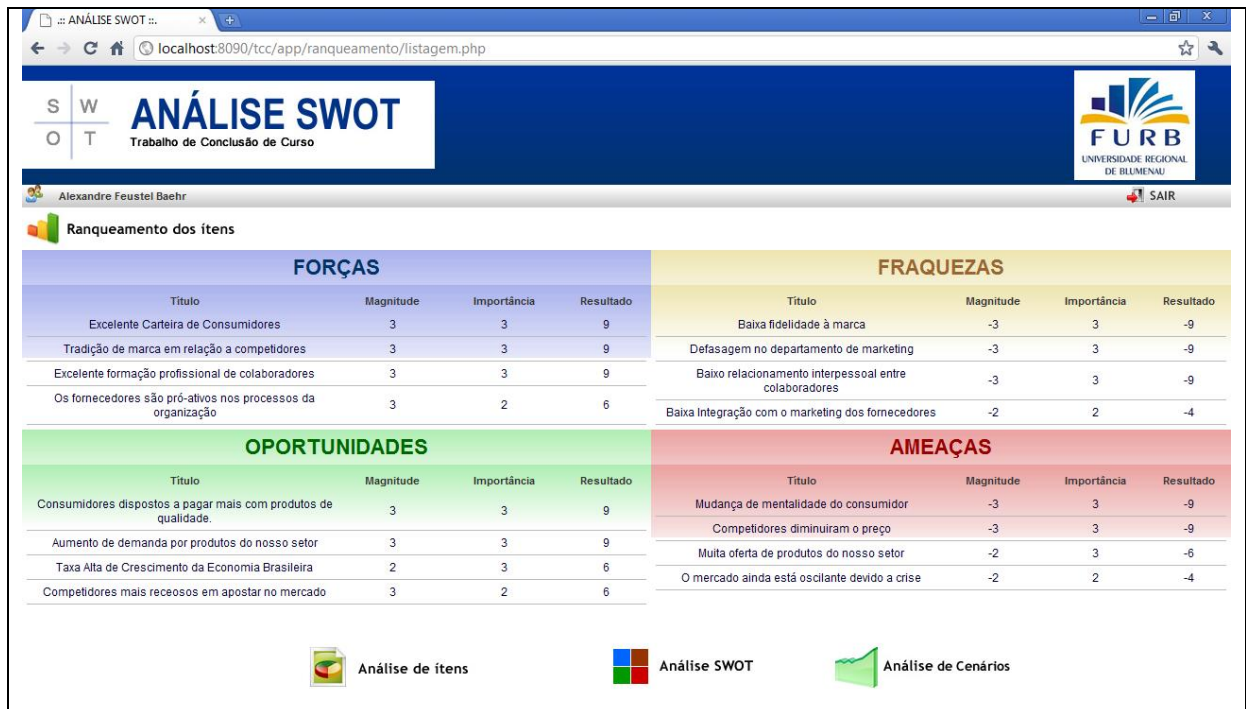 .:: ANÁLISE SWOT ::.
localhost:8090/tcc/app/ranqueamento/listagem.php
S W
O T
ANÁLISE SWOT
Trabalho de Conclusão de Curso
FURB
UNIVERSIDADE REGIONAL
DE BLUMENAU
Alexandre Feustel Baehr
SAIR
Ranqueamento dos ítens
FORÇAS
Título Magnitude Importância Resultado
Excelente Carteira de Consumidores 3 3 9
Tradição de marca em relação a competidores 3 3 9
Excelente formação profissional de colaboradores 3 3 9
Os fornecedores são pró-ativos nos processos da
organização 3 2 6
FRAQUEZAS
Título Magnitude Importância Resultado
Baixa fidelidade à marca -3 3 -9
Defasagem no departamento de marketing -3 3 -9
Baixo relacionamento interpessoal entre
colaboradores -3 3 -9
Baixa Integração com o marketing dos fornecedores -2 2 -4
OPORTUNIDADES
Título Magnitude Importância Resultado
Consumidores dispostos a pagar mais com produtos de
qualidade. 3 3 9
Aumento de demanda por produtos do nosso setor 3 3 9
Taxa Alta de Crescimento da Economia Brasileira 2 3 6
Competidores mais receosos em apostar no mercado 3 2 6
AMEAÇAS
Título Magnitude Importância Resultado
Mudança de mentalidade do consumidor -3 3 -9
Competidores diminuiram o preço -3 3 -9
Muita oferta de produtos do nosso setor -2 3 -6
O mercado ainda está oscilante devido a crise -2 2 -4
Análise de ítens
Análise SWOT
Análise de Cenários